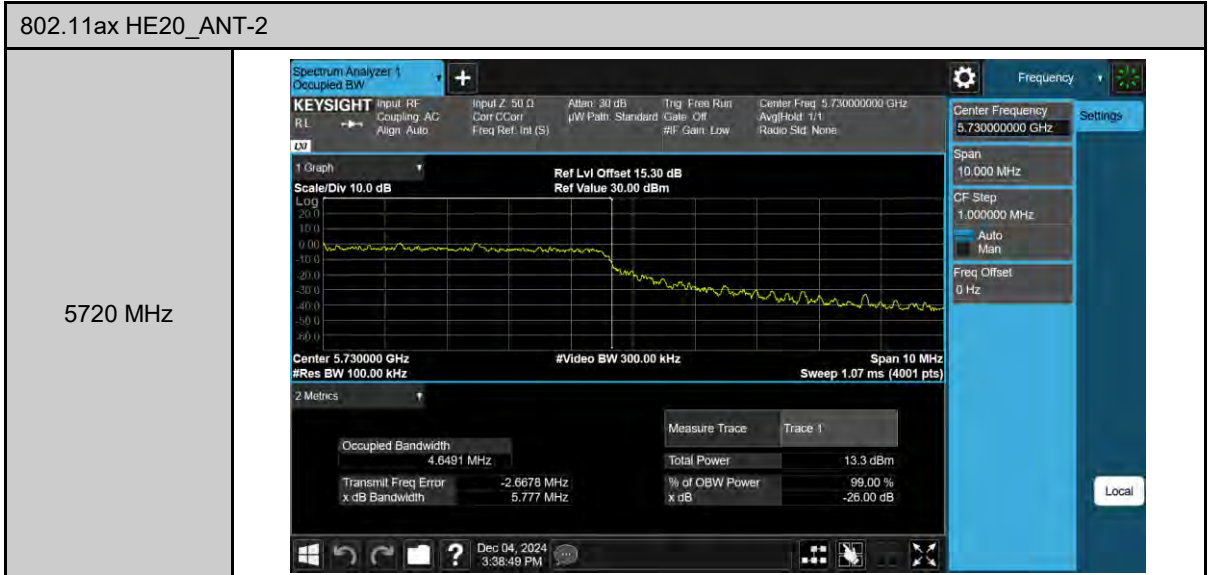 802.11ax HE20_ANT-2
5720 MHz
Spectrum Analyzer 1
Occupied BW
+
Frequency
KEYSIGHT
RL
LXI
Input: RF
Coupling: AC
Align: Auto
Input Z: 50 Ω
Corr CCorr
Freq Ref: Int (S)
Atten: 30 dB
µW Path: Standard
Trig: Free Run
Gate: Off
#IF Gain: Low
Center Freq: 5.730000000 GHz
Avg|Hold: 1/1
Radio Std: None
1 Graph
Scale/Div 10.0 dB
Ref Lvl Offset 15.30 dB
Ref Value 30.00 dBm
Log
20.0
10.0
0.00
-10.0
-20.0
-30.0
-40.0
-50.0
-60.0
Center 5.730000 GHz
#Res BW 100.00 kHz
#Video BW 300.00 kHz
Span 10 MHz
Sweep 1.07 ms (4001 pts)
2 Metrics
Measure Trace Trace 1
Occupied Bandwidth
4.6491 MHz
Total Power 13.3 dBm
Transmit Freq Error -2.6678 MHz
% of OBW Power 99.00 %
x dB Bandwidth 5.777 MHz
x dB -26.00 dB
Center Frequency
5.730000000 GHz
Settings
Span
10.000 MHz
CF Step
1.000000 MHz
Auto
Man
Freq Offset
0 Hz
Local
?
Dec 04, 2024
3:38:49 PM